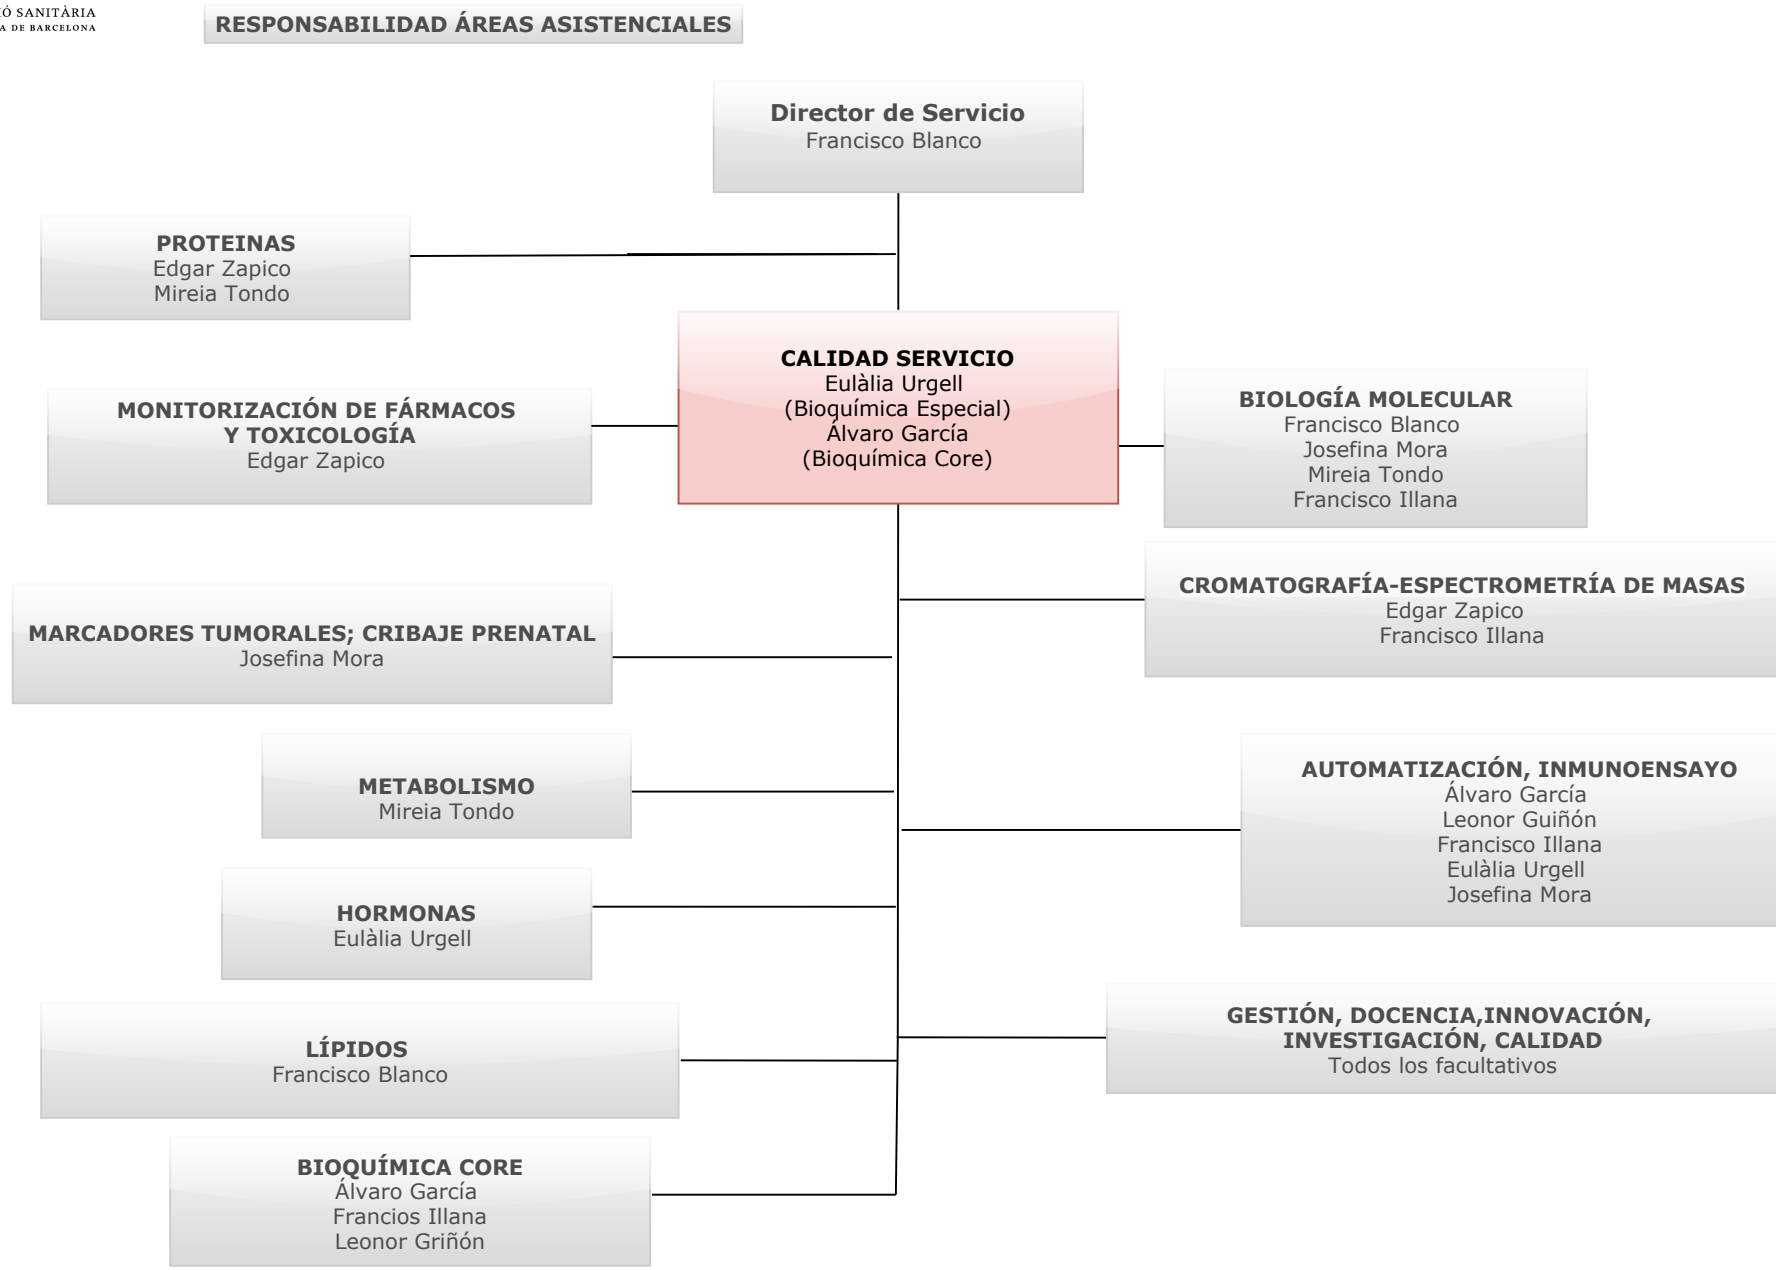 Ó SANITÀRIA
A DE BARCELONA
RESPONSABILIDAD ÁREAS ASISTENCIALES
Director de Servicio
Francisco Blanco
PROTEINAS
Edgar Zapico
Mireia Tondo
CALIDAD SERVICIO
Eulàlia Urgell
(Bioquímica Especial)
Álvaro García
(Bioquímica Core)
MONITORIZACIÓN DE FÁRMACOS
Y TOXICOLOGÍA
Edgar Zapico
BIOLOGÍA MOLECULAR
Francisco Blanco
Josefina Mora
Mireia Tondo
Francisco Illana
CROMATOGRAFÍA-ESPECTROMETRÍA DE MASAS
Edgar Zapico
Francisco Illana
MARCADORES TUMORALES; CRIBAJE PRENATAL
Josefina Mora
METABOLISMO
Mireia Tondo
AUTOMATIZACIÓN, INMUNOENSAYO
Álvaro García
Leonor Guiñón
Francisco Illana
Eulàlia Urgell
Josefina Mora
HORMONAS
Eulàlia Urgell
LÍPIDOS
Francisco Blanco
GESTIÓN, DOCENCIA,INNOVACIÓN,
INVESTIGACIÓN, CALIDAD
Todos los facultativos
BIOQUÍMICA CORE
Álvaro García
Francios Illana
Leonor Griñón